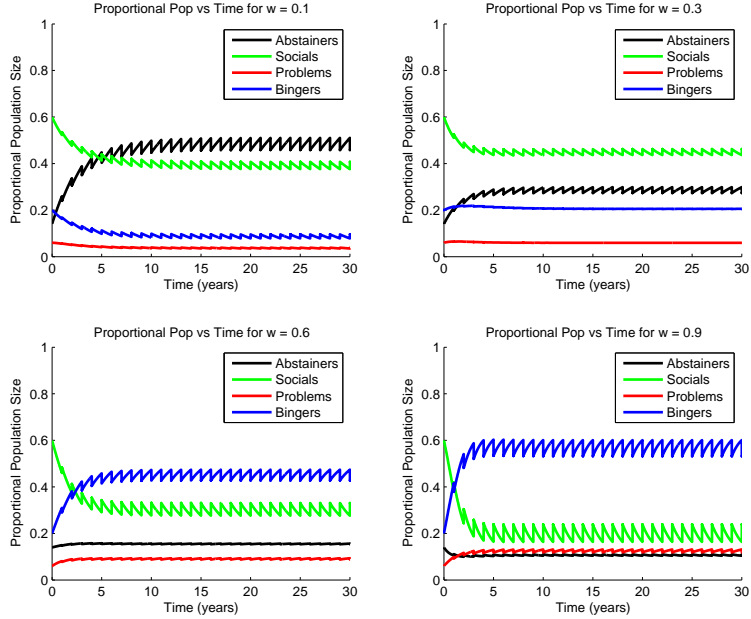 Proportional Pop vs Time for w = 0.1
Proportional Population Size
1
0.8
0.6
0.4
0.2
0
0 5 10 15 20 25 30
Time (years)
Abstainers
Socials
Problems
Bingers
Proportional Pop vs Time for w = 0.3
Proportional Population Size
1
0.8
0.6
0.4
0.2
0
0 5 10 15 20 25 30
Time (years)
Abstainers
Socials
Problems
Bingers
Proportional Pop vs Time for w = 0.6
Proportional Population Size
1
0.8
0.6
0.4
0.2
0
0 5 10 15 20 25 30
Time (years)
Abstainers
Socials
Problems
Bingers
Proportional Pop vs Time for w = 0.9
Proportional Population Size
1
0.8
0.6
0.4
0.2
0
0 5 10 15 20 25 30
Time (years)
Abstainers
Socials
Problems
Bingers